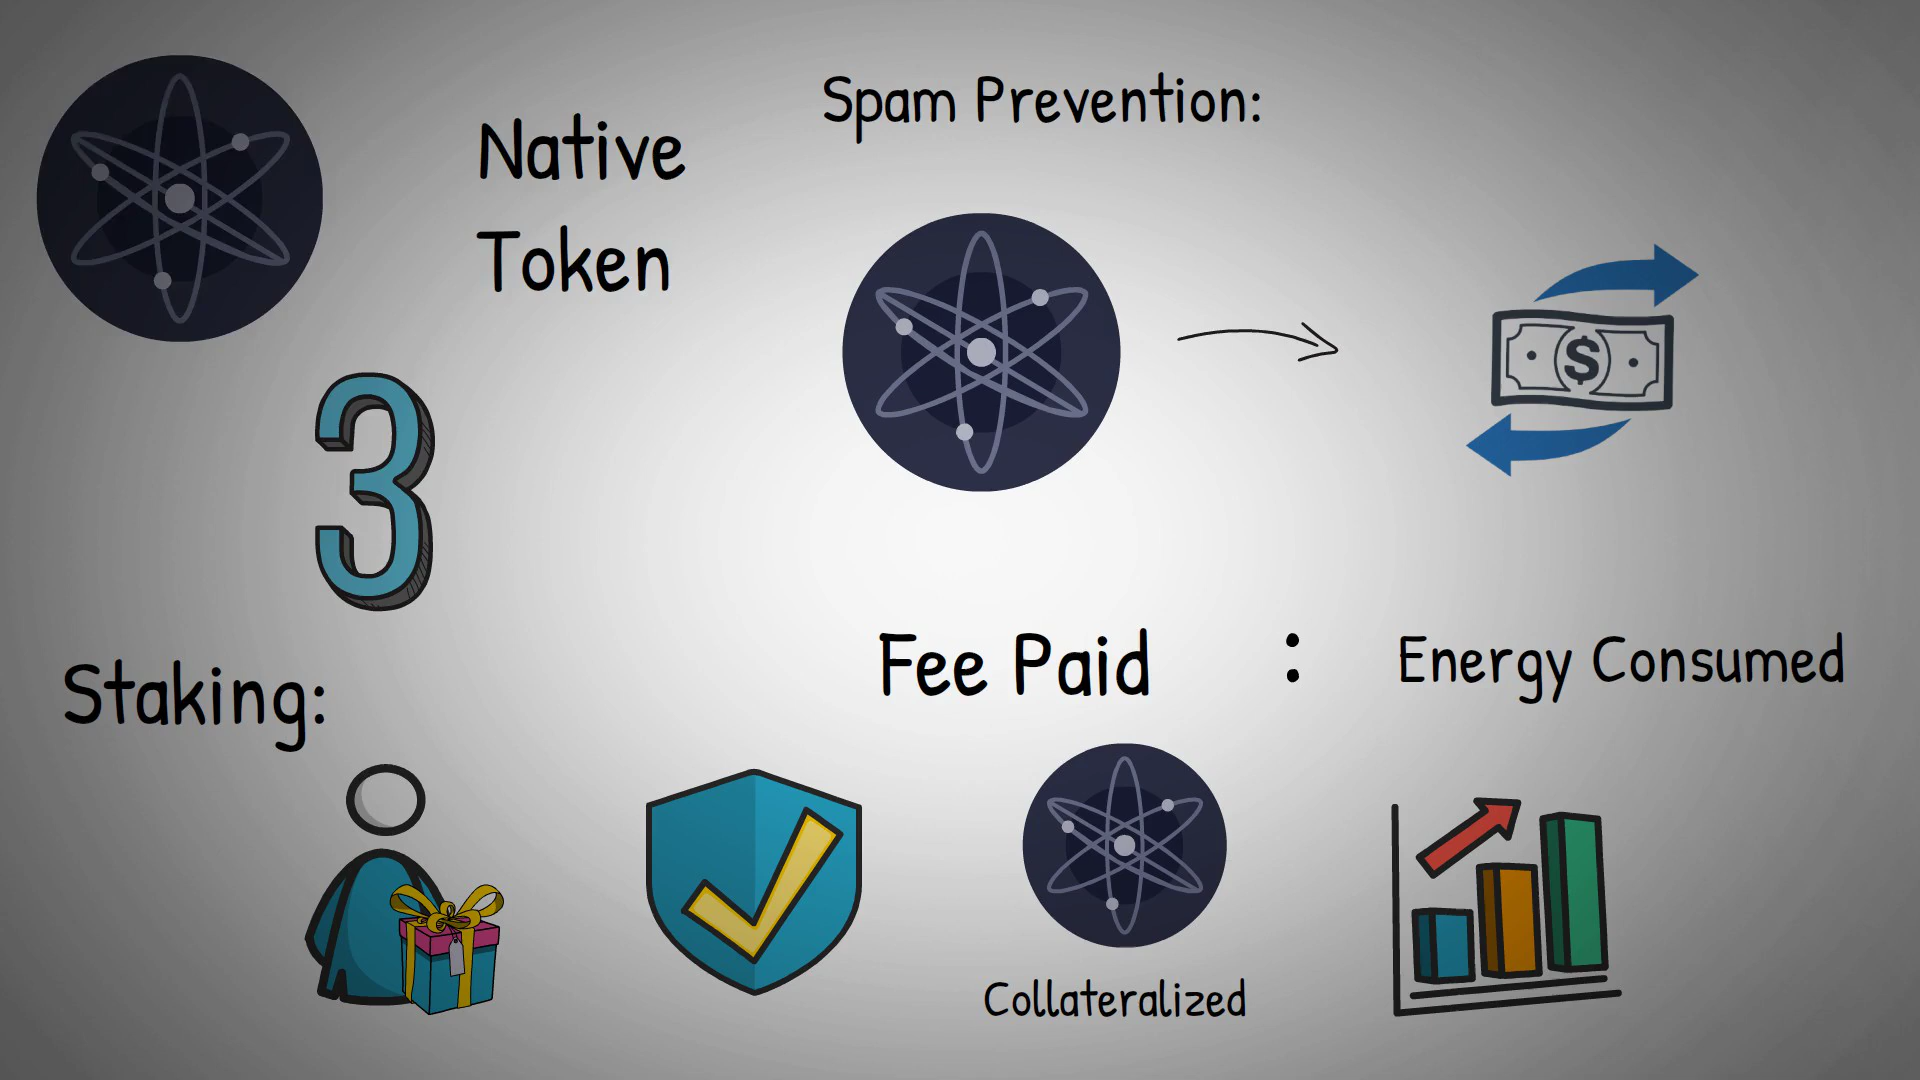 Native
Token
3
Spam Prevention:
$
Fee Paid : Energy Consumed
Staking:
Collateralized